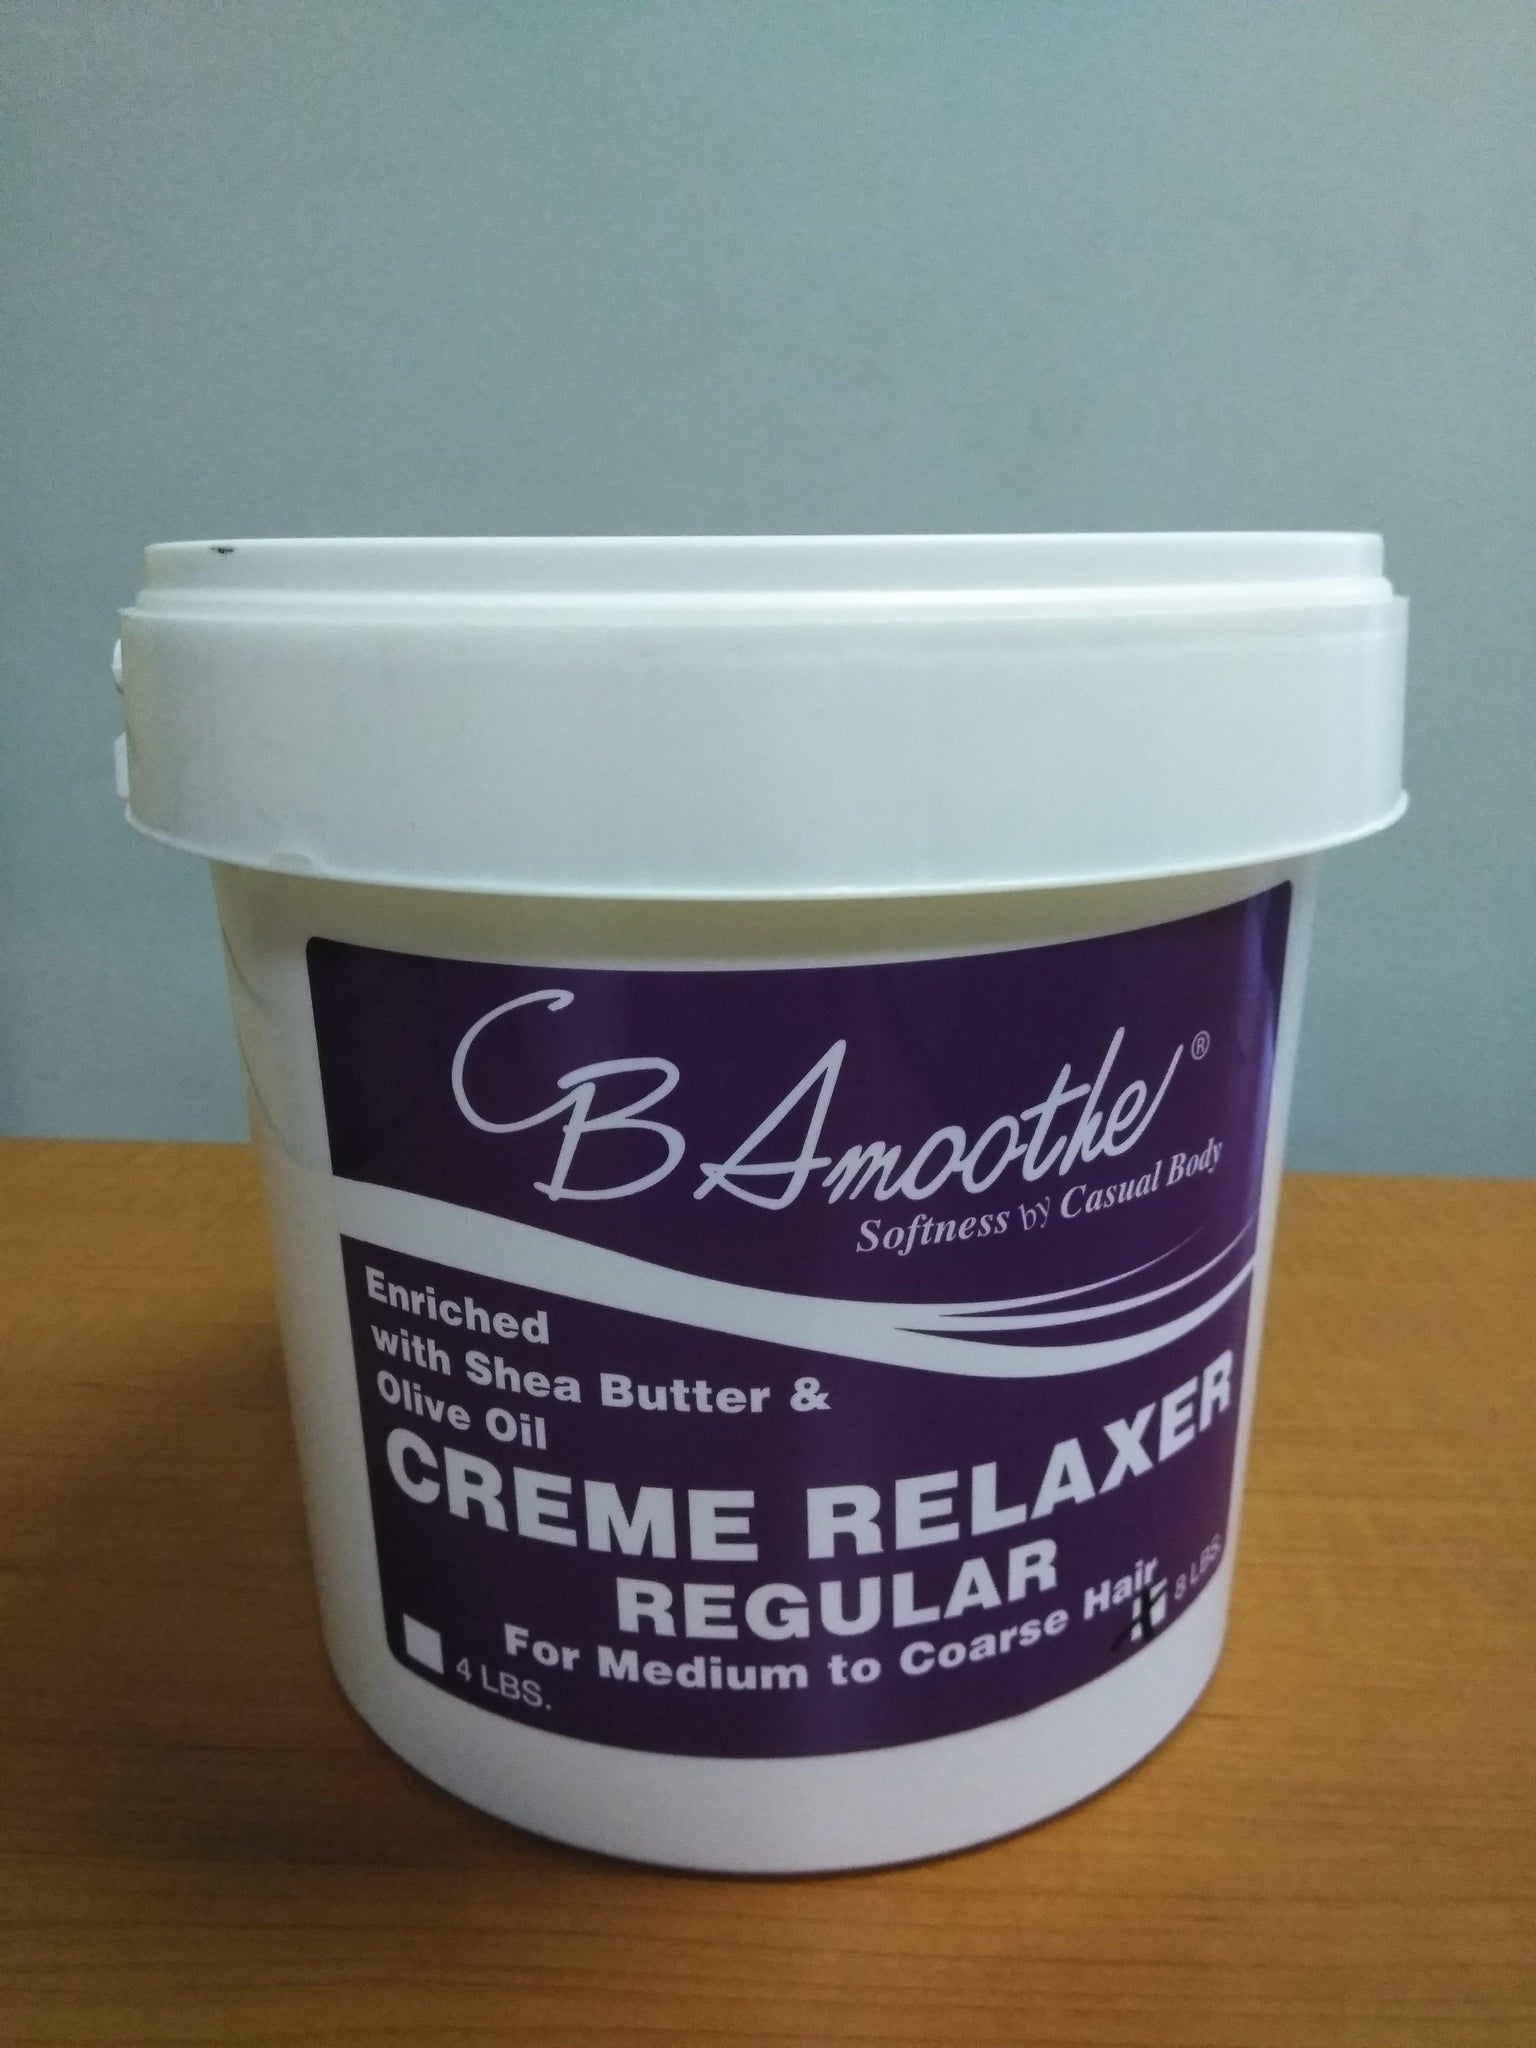 CB Smoothe ®
Softness by Casual Body
Enriched
with Shea Butter &
Olive Oil
CREME RELAXER
REGULAR
For Medium to Coarse Hair
4 LBS.
8 LBS.